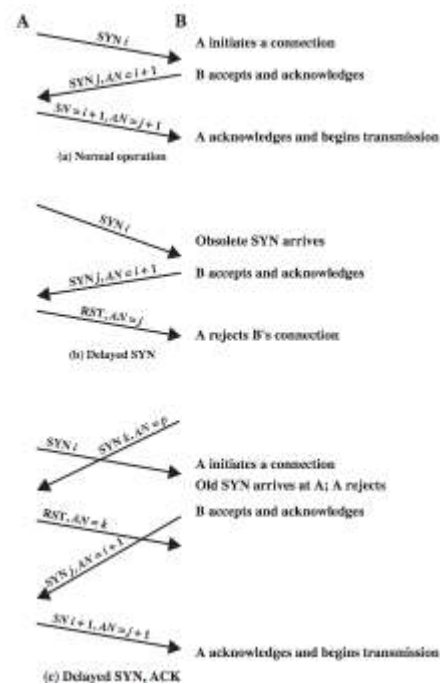 A B
SYN i
A initiates a connection
SYN j, AN = i + 1
B accepts and acknowledges
SN = i + 1, AN = j + 1
A acknowledges and begins transmission
(a) Normal operation
SYN i
Obsolete SYN arrives
SYN j, AN = i + 1
B accepts and acknowledges
RST, AN = j
A rejects B's connection
(b) Delayed SYN
SYN i
SYN k, AN = p
A initiates a connection
Old SYN arrives at A; A rejects
RST, AN = k
B accepts and acknowledges
SYN j, AN = i + 1
SN i + 1, AN = j + 1
A acknowledges and begins transmission
(c) Delayed SYN, ACK